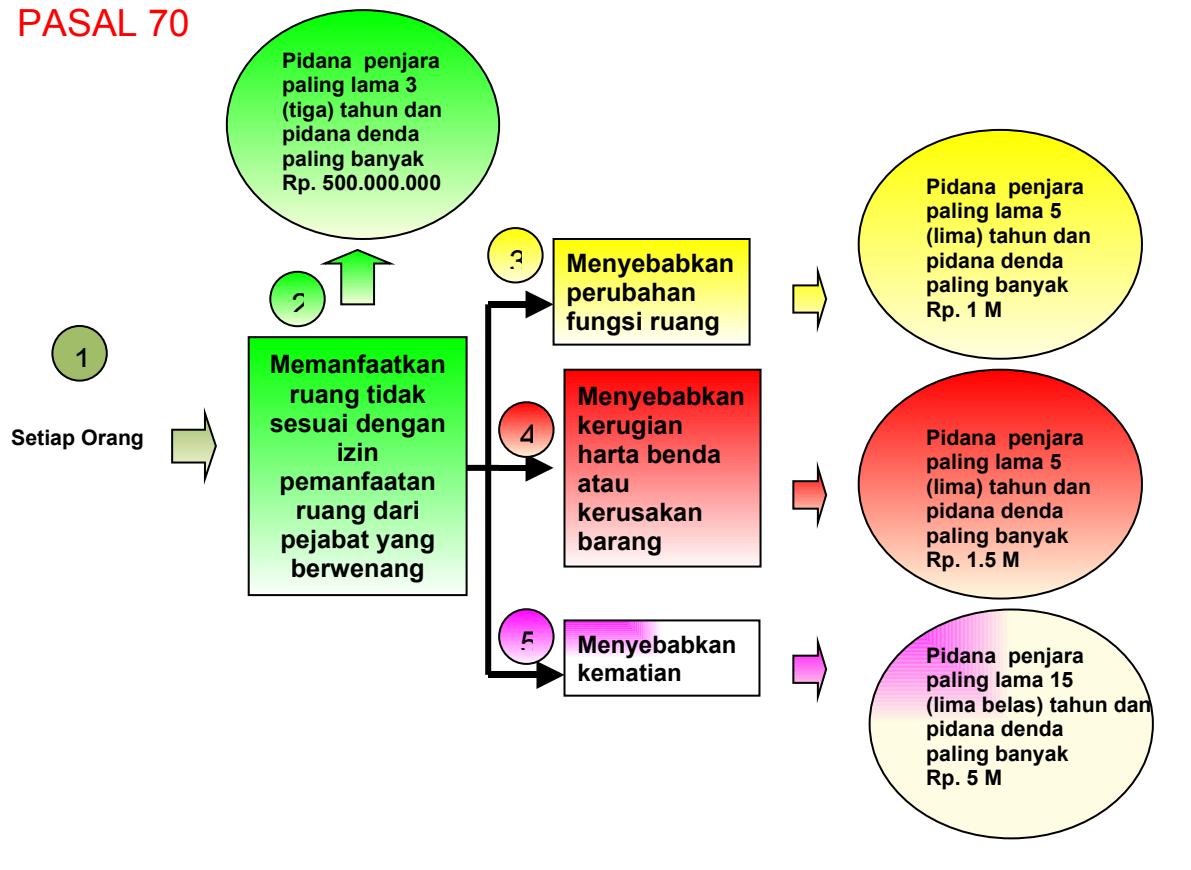 PASAL 70
Pidana penjara
paling lama 3
(tiga) tahun dan
pidana denda
paling banyak
Rp. 500.000.000
1
Setiap Orang
2
Memanfaatkan
ruang tidak
sesuai dengan
izin
pemanfaatan
ruang dari
pejabat yang
berwenang
3
Menyebabkan
perubahan
fungsi ruang
Pidana penjara
paling lama 5
(lima) tahun dan
pidana denda
paling banyak
Rp. 1 M
4
Menyebabkan
kerugian
harta benda
atau
kerusakan
barang
Pidana penjara
paling lama 5
(lima) tahun dan
pidana denda
paling banyak
Rp. 1.5 M
5
Menyebabkan
kematian
Pidana penjara
paling lama 15
(lima belas) tahun dan
pidana denda
paling banyak
Rp. 5 M